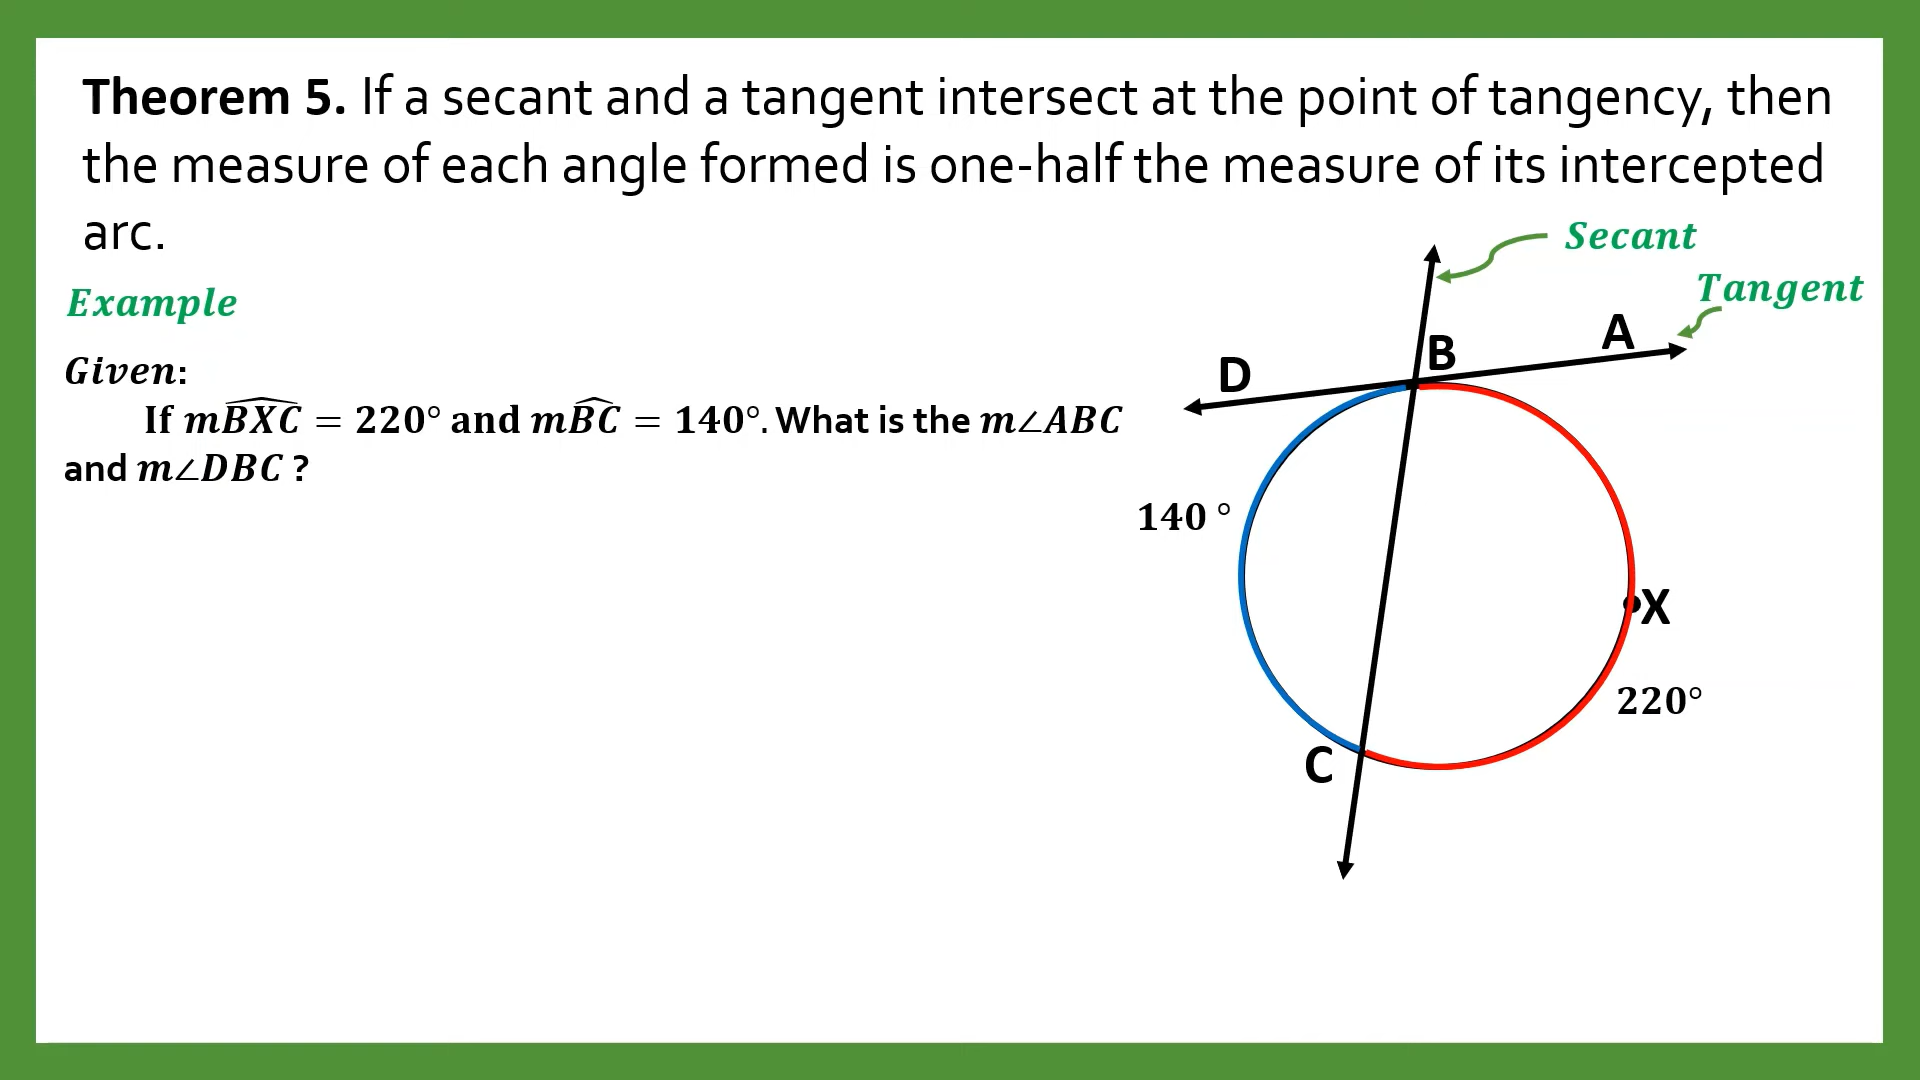 Theorem 5. If a secant and a tangent intersect at the point of tangency, then
the measure of each angle formed is one-half the measure of its intercepted
arc.
Secant
Tangent
Example
A
B
D
Given:
If m\widehat{BXC} = 220° and m\widehat{BC} = 140°. What is the m∠ABC
and m∠DBC ?
140 °
X
220°
C